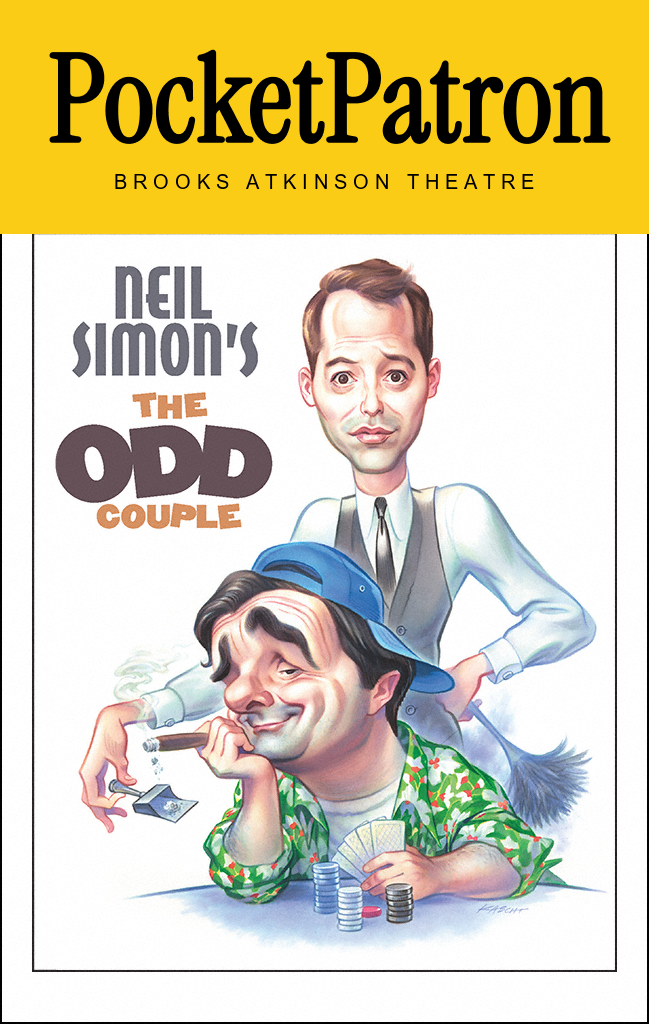 PocketPatron
BROOKS ATKINSON THEATRE
NEIL
SIMON'S
THE
ODD
COUPLE